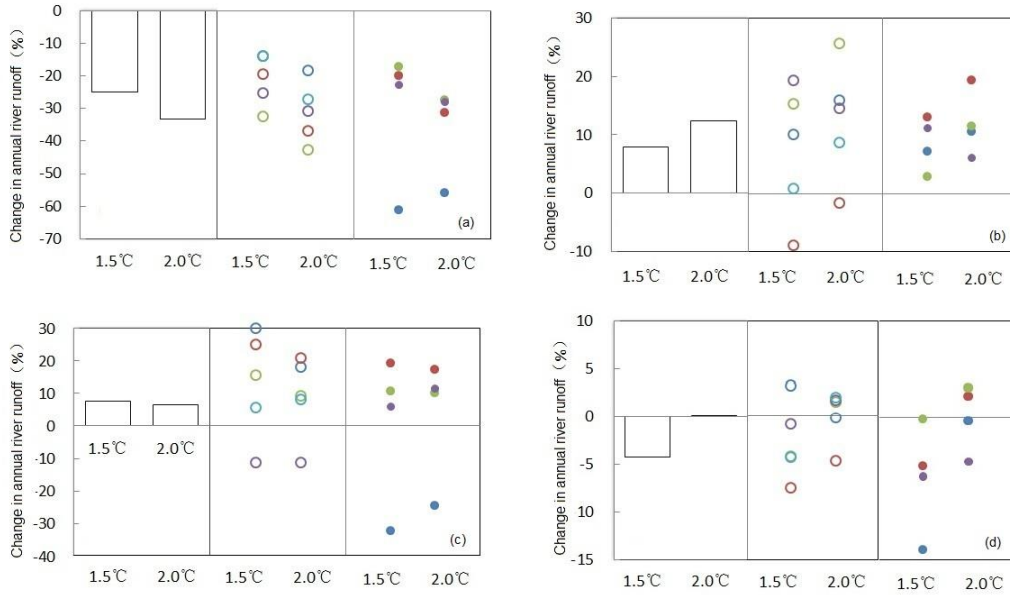 Change in annual river runoff（%）
0
-10
-20
-30
-40
-50
-60
-70
(a)
1.5℃ 2.0℃ 1.5℃ 2.0℃ 1.5℃ 2.0℃
Change in annual river runoff（%）
30
20
10
0
-10
(b)
1.5℃ 2.0℃ 1.5℃ 2.0℃ 1.5℃ 2.0℃
Change in annual river runoff（%）
30
20
10
0
-10
-20
-30
-40
1.5℃ 2.0℃
(c)
1.5℃ 2.0℃ 1.5℃ 2.0℃ 1.5℃ 2.0℃
Change in annual river runoff（%）
10
5
0
-5
-10
-15
(d)
1.5℃ 2.0℃ 1.5℃ 2.0℃ 1.5℃ 2.0℃